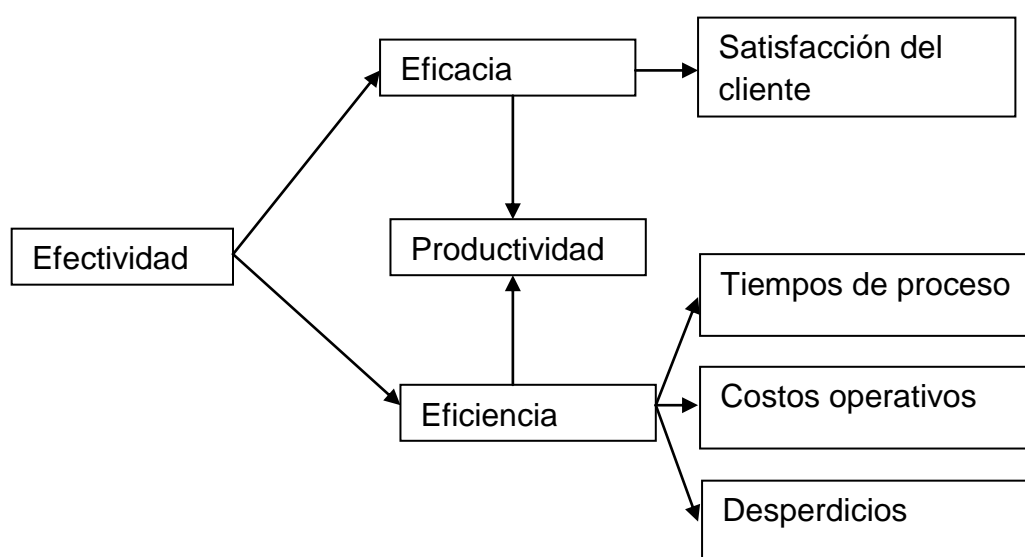 Eficacia
Satisfacción del
cliente
Efectividad
Productividad
Tiempos de proceso
Eficiencia
Costos operativos
Desperdicios